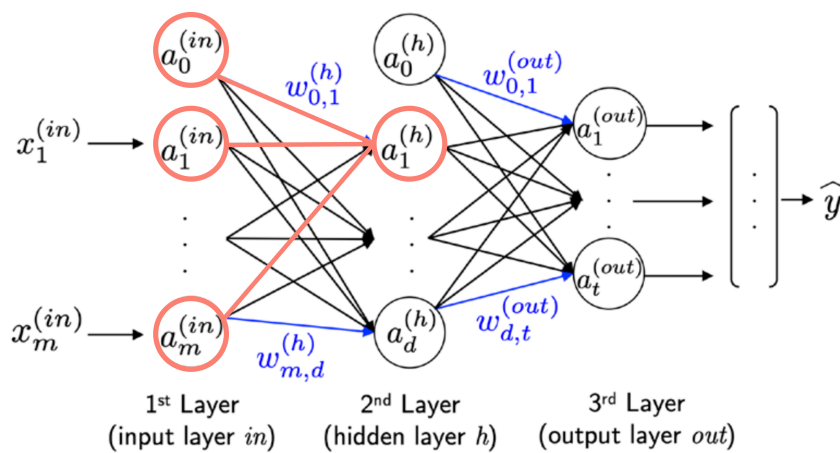 a_0^{(in)}
a_0^{(h)}
w_{0,1}^{(h)}
w_{0,1}^{(out)}
x_1^{(in)}
a_1^{(in)}
a_1^{(h)}
a_1^{(out)}
ŷ
x_m^{(in)}
a_m^{(in)}
w_{m,d}^{(h)}
a_d^{(h)}
w_{d,t}^{(out)}
a_t^{(out)}
1st Layer
(input layer in)
2nd Layer
(hidden layer h)
3rd Layer
(output layer out)